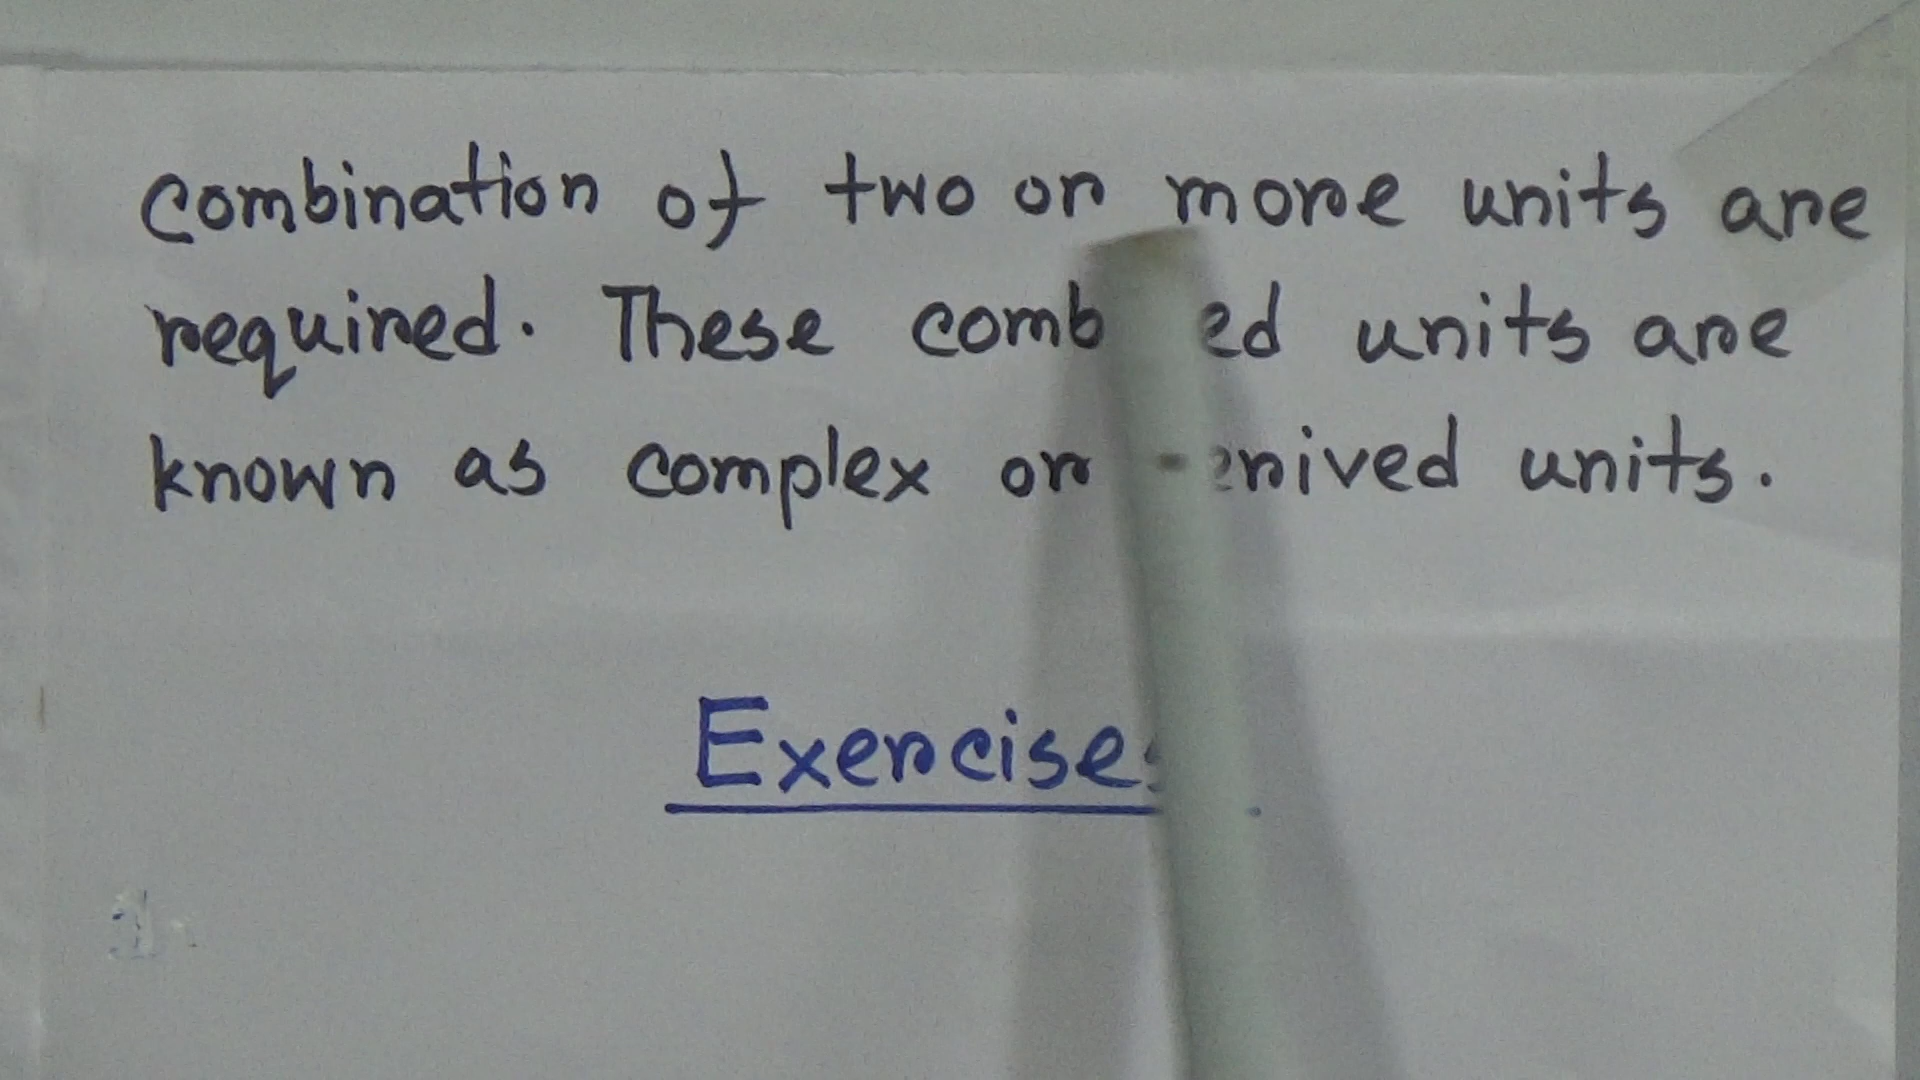 Combination of two or more units are
required. These units are
known as complex or units.
Exercise